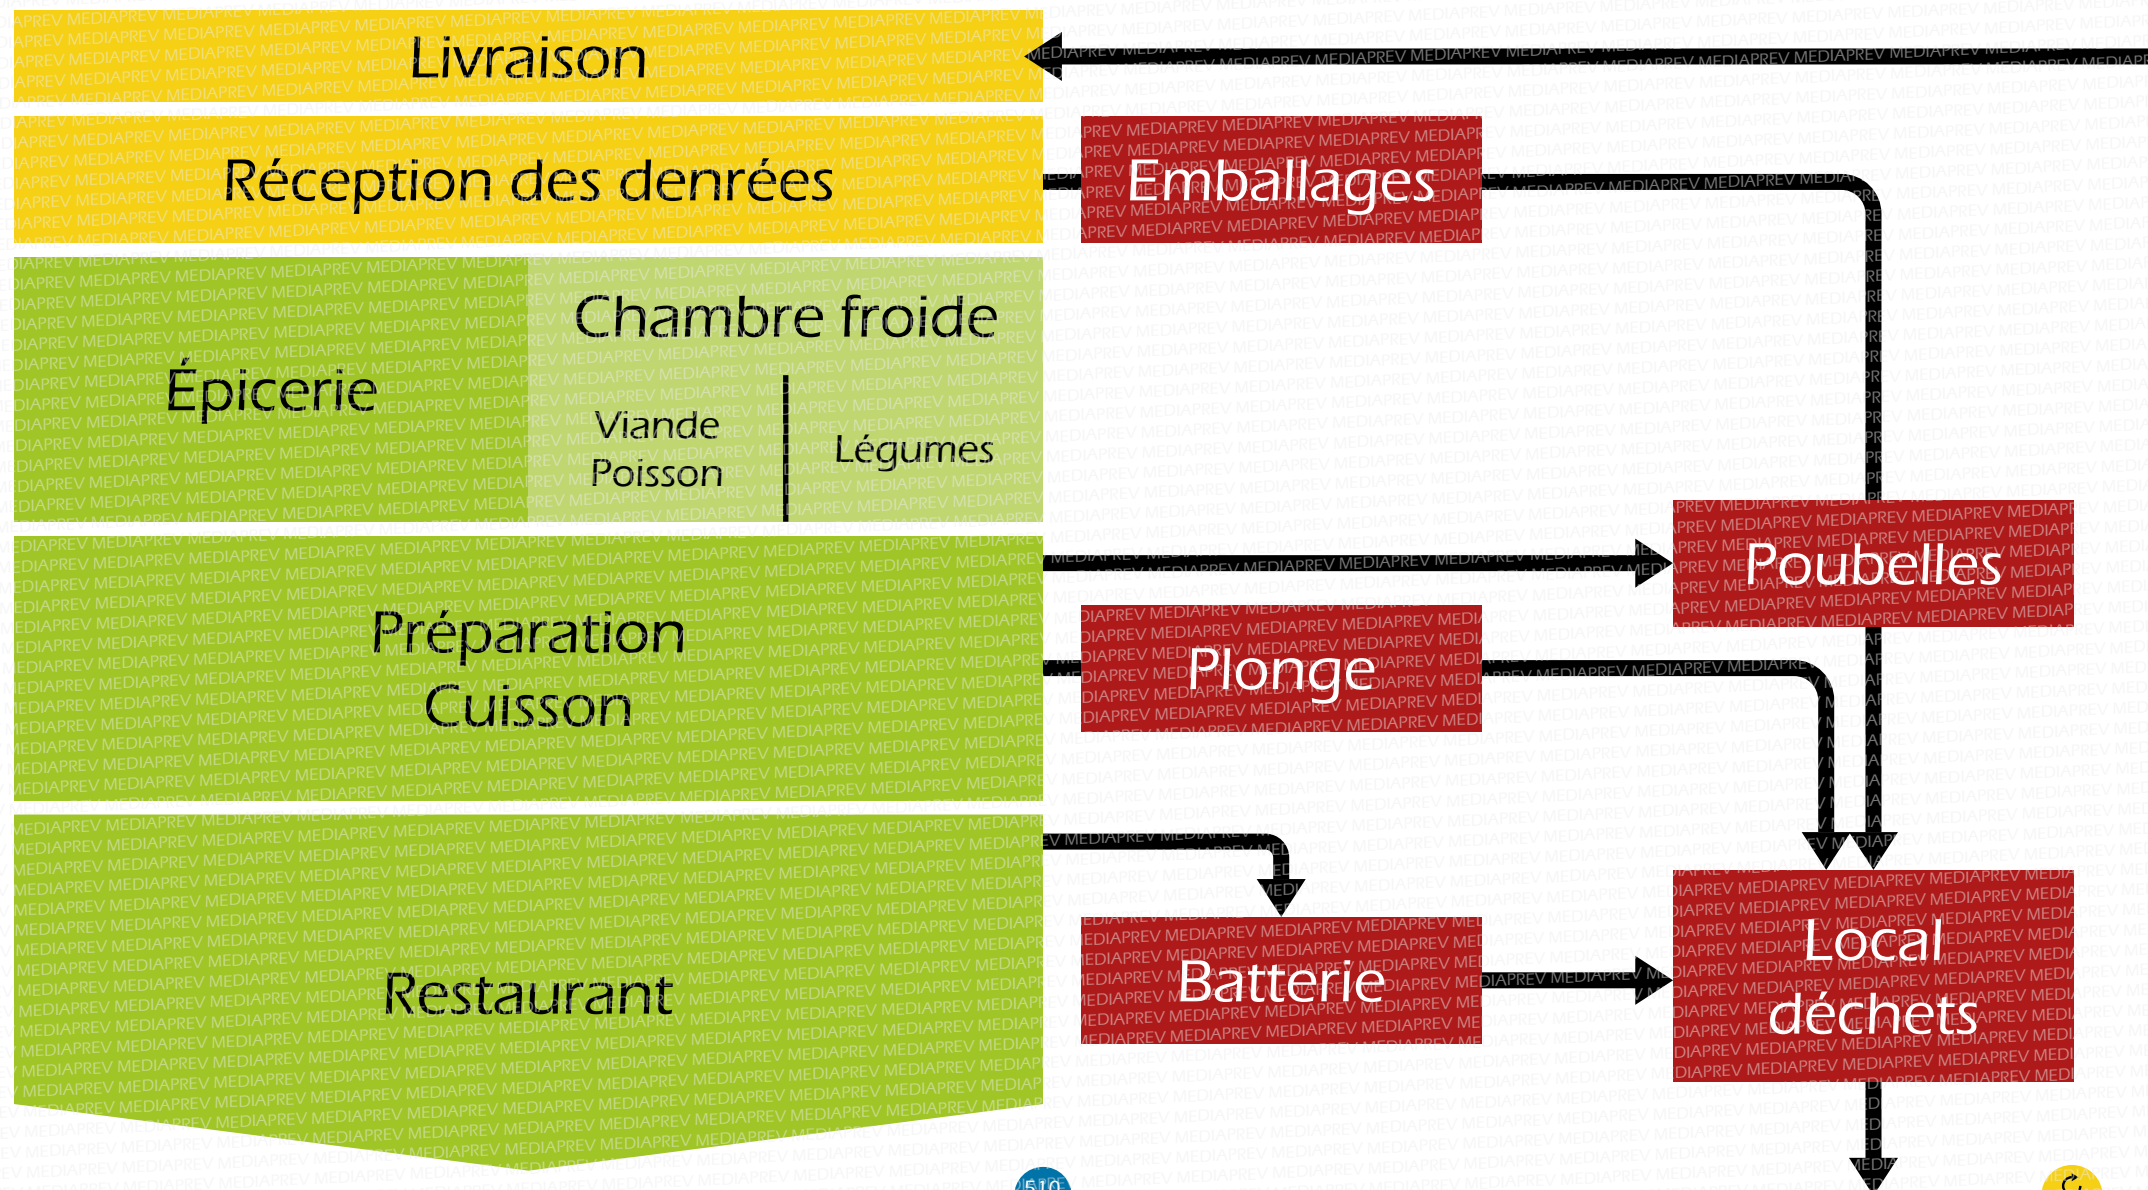 Livraison
Réception des denrées
Emballages
Épicerie
Chambre froide
Viande
Poisson
Légumes
Poubelles
Préparation
Cuisson
Plonge
Restaurant
Batterie
Local
déchets
MEDIAPREV